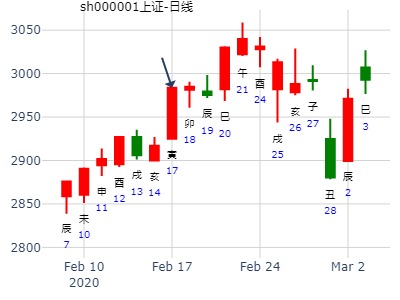 sh000001上证-日线
3050
3000
2950
2900
2850
2800
辰
7
未
10
申
11
酉
12
戌
13
亥
14
寅
17
卯
18
辰
19
巳
20
午
21
酉
24
戌
25
亥
26
子
27
丑
28
辰
2
巳
3
Feb 10
2020
Feb 17
Feb 24
Mar 2